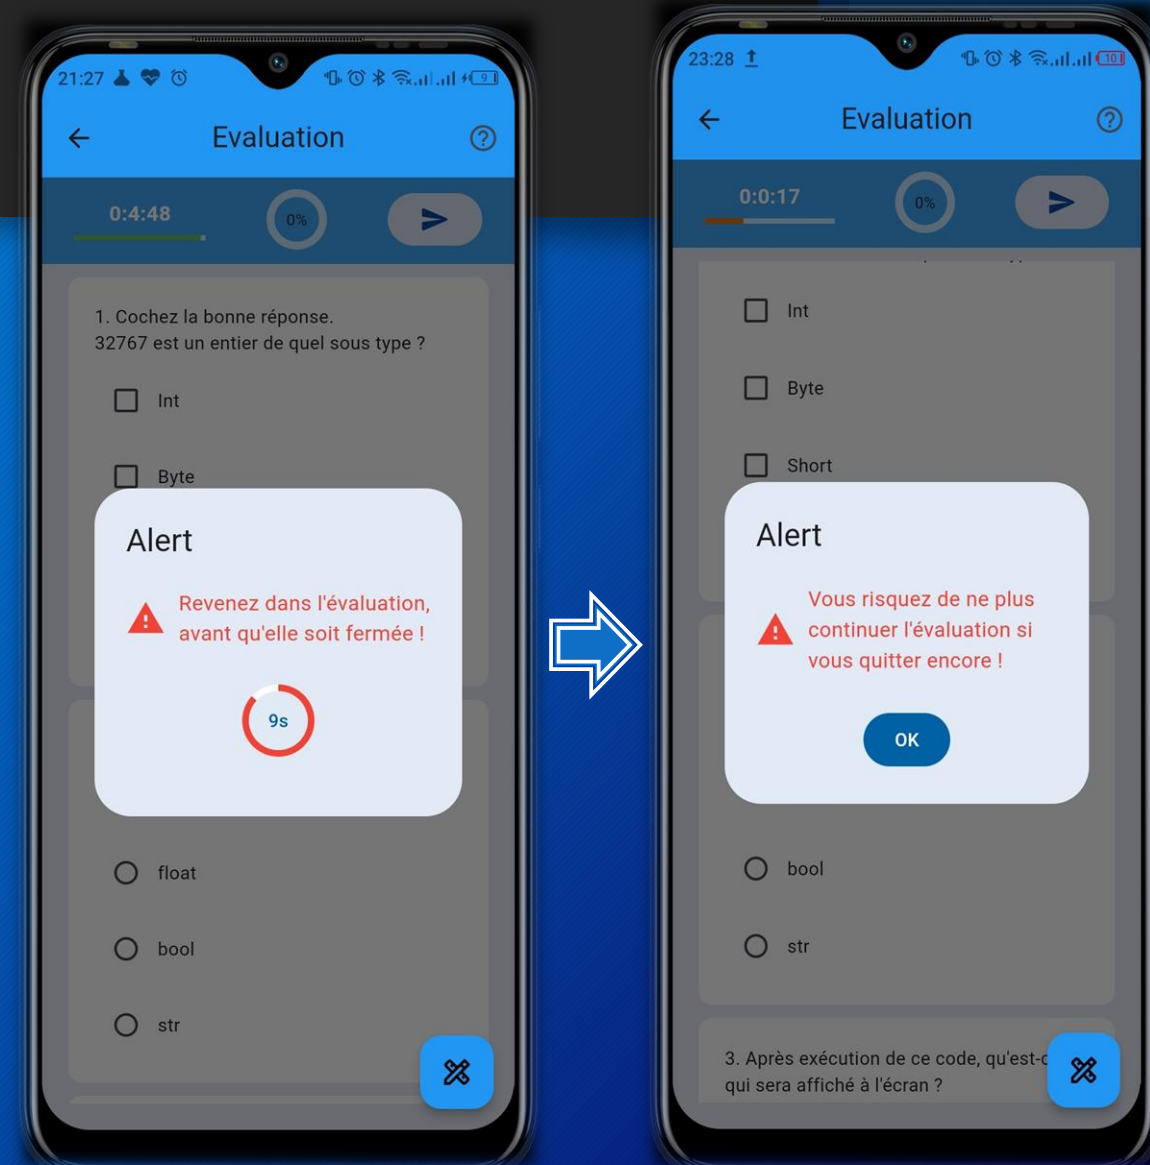 21:27
9
Evaluation
0:4:48
0%
1. Cochez la bonne réponse.
32767 est un entier de quel sous type ?
Int
Byte
Alert
Revenez dans l'évaluation,
avant qu'elle soit fermée !
9s
float
bool
str
23:28
10
Evaluation
0:0:17
0%
Int
Byte
Short
Alert
Vous risquez de ne plus
continuer l'évaluation si
vous quitter encore !
OK
bool
str
3. Après exécution de ce code, qu'est-c
qui sera affiché à l'écran ?